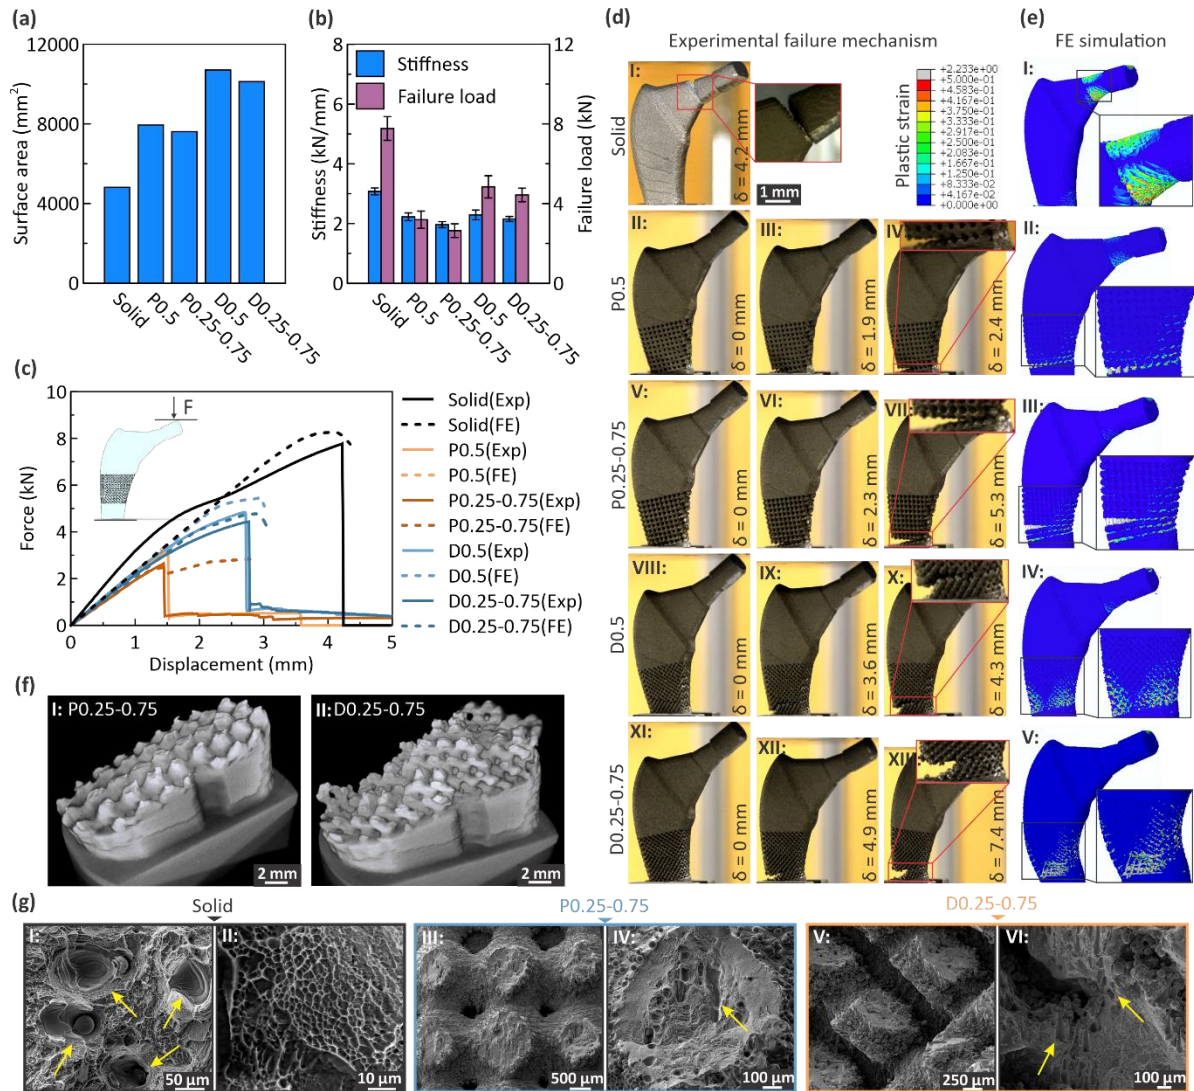 (a)
12000
8000
4000
0
Surface area (mm²)
Solid
P0.5
P0.25-0.75
D0.5
D0.25-0.75
(b)
8
6
4
2
0
Stiffness (kN/mm)
Stiffness
Failure load
12
8
4
0
Failure load (kN)
Solid
P0.5
P0.25-0.75
D0.5
D0.25-0.75
(c)
10
8
6
4
2
0
Force (kN)
F
0 1 2 3 4 5
Displacement (mm)
Solid(Exp)
Solid(FE)
P0.5(Exp)
P0.5(FE)
P0.25-0.75(Exp)
P0.25-0.75(FE)
D0.5(Exp)
D0.5(FE)
D0.25-0.75(Exp)
D0.25-0.75(FE)
(d)
Experimental failure mechanism
Solid
I:
δ = 4.2 mm
1 mm
Plastic strain
+2.233e+00
+5.000e-01
+4.583e-01
+4.167e-01
+3.750e-01
+3.333e-01
+2.917e-01
+2.500e-01
+2.083e-01
+1.667e-01
+1.250e-01
+8.333e-02
+4.167e-02
+0.000e+00
P0.5
II:
δ = 0 mm
III:
δ = 1.9 mm
IV:
δ = 2.4 mm
P0.25-0.75
V:
δ = 0 mm
VI:
δ = 2.3 mm
VII:
δ = 5.3 mm
D0.5
VIII:
δ = 0 mm
IX:
δ = 3.6 mm
X:
δ = 4.3 mm
D0.25-0.75
XI:
δ = 0 mm
XII:
δ = 4.9 mm
XIII:
δ = 7.4 mm
(e)
FE simulation
I:
II:
III:
IV:
V:
(f)
I: P0.25-0.75
2 mm
II: D0.25-0.75
2 mm
(g)
Solid
I:
50 µm
II:
10 µm
P0.25-0.75
III:
500 µm
IV:
100 µm
D0.25-0.75
V:
250 µm
VI:
100 µm